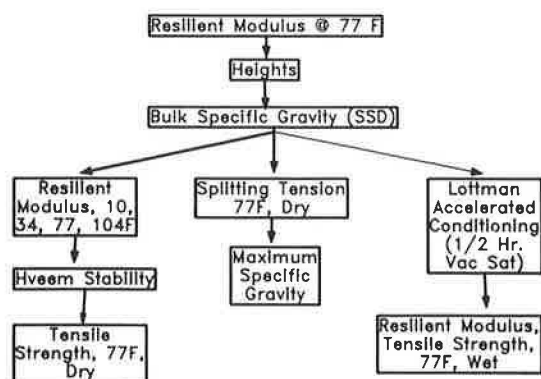 Resilient Modulus @ 77 F
Heights
Bulk Specific Gravity (SSD)
Resilient
Modulus, 10,
34, 77, 104F
Hveem Stability
Tensile
Strength, 77F,
Dry
Splitting Tension
77F, Dry
Maximum
Specific
Gravity
Lottman
Accelerated
Conditioning
(1/2 Hr.
Vac Sat)
Resilient Modulus,
Tensile Strength,
77F, Wet